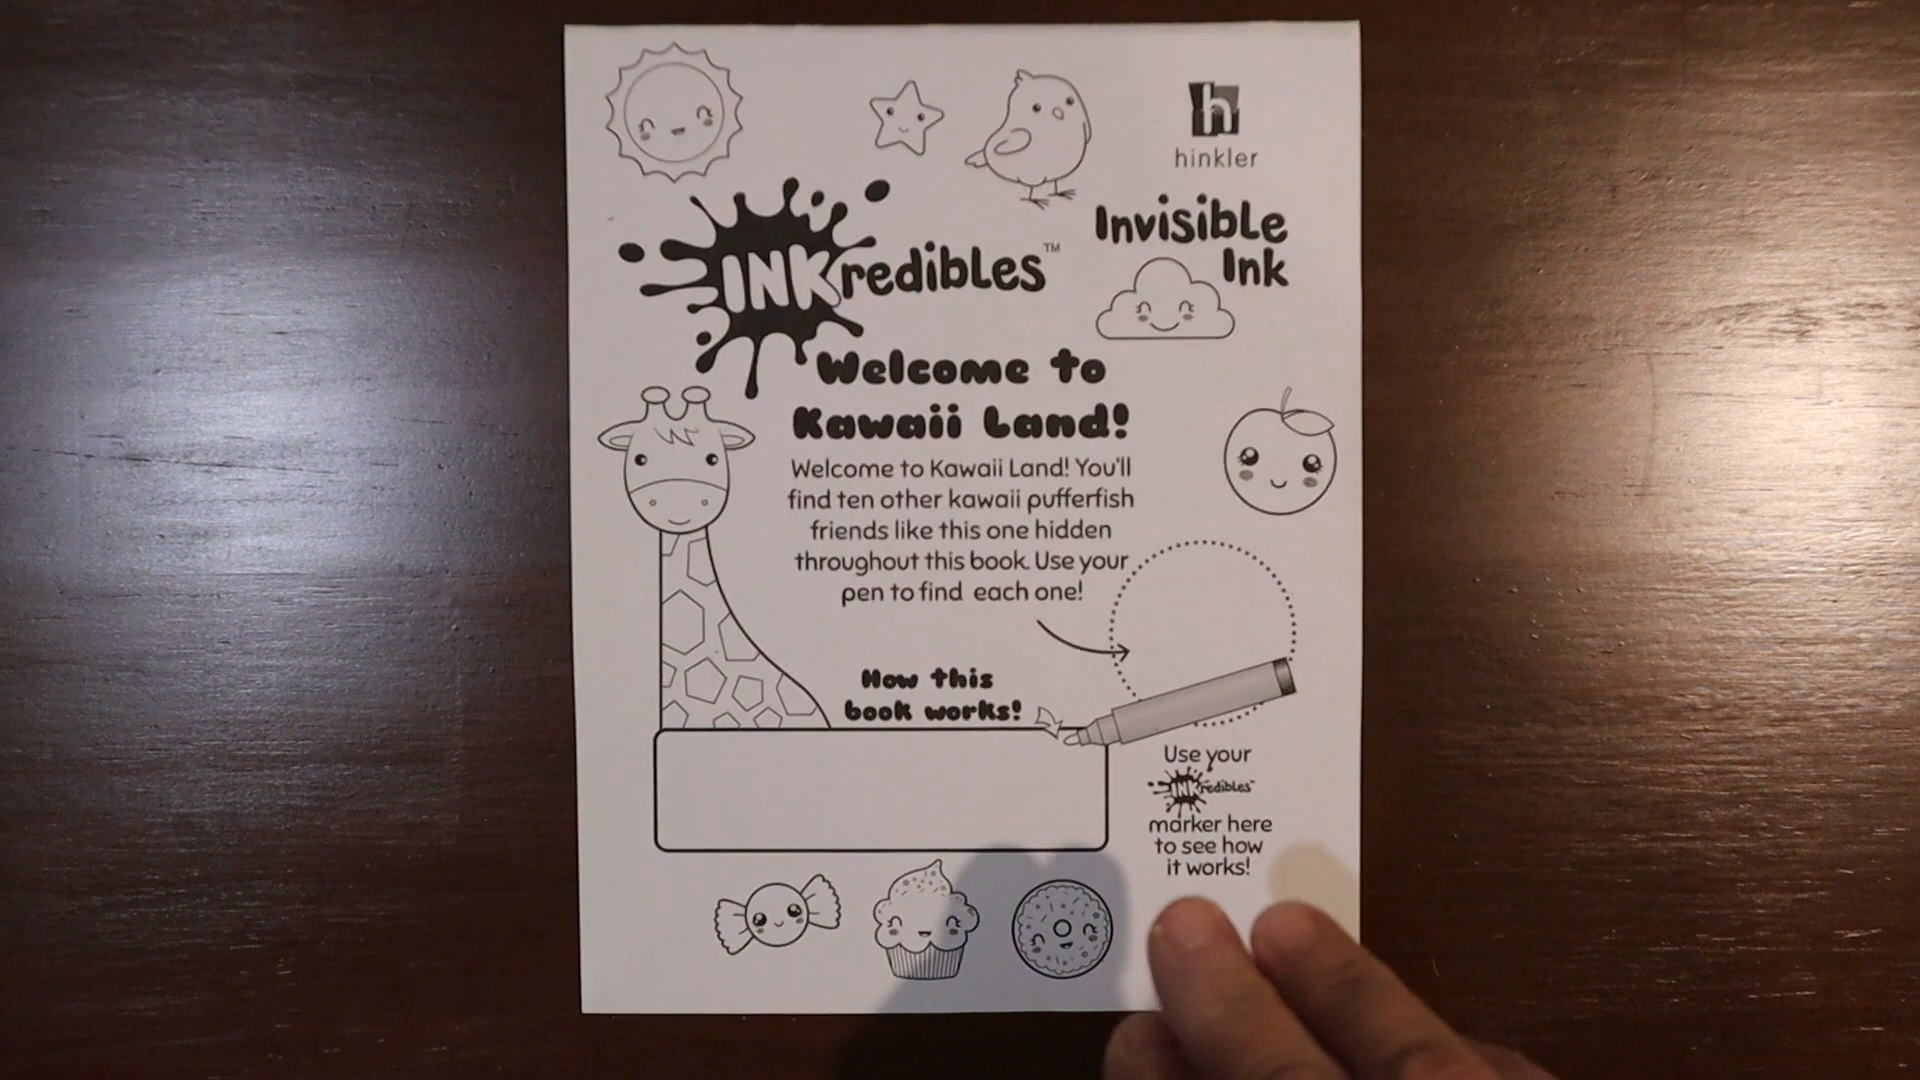 h
hinkler
Invisible
Ink
INKredibles™
Welcome to
Kawaii Land!
Welcome to Kawaii Land! You'll
find ten other kawaii pufferfish
friends like this one hidden
throughout this book. Use your
pen to find each one!
How this
book works!
Use your
INKredibles™
marker here
to see how
it works!